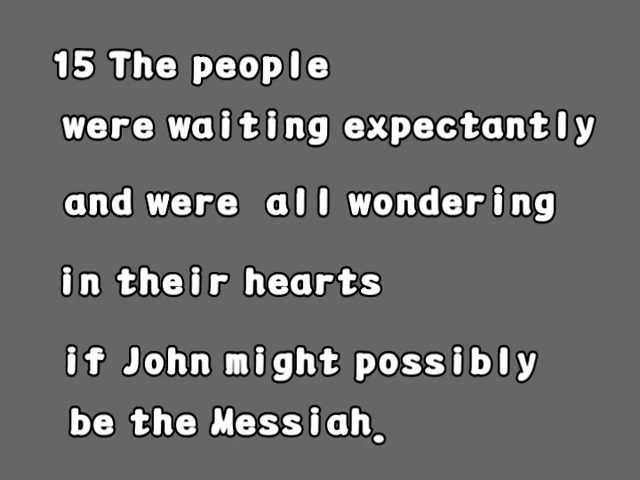 15 The people
were waiting expectantly
and were all wondering
in their hearts
if John might possibly
be the Messiah.